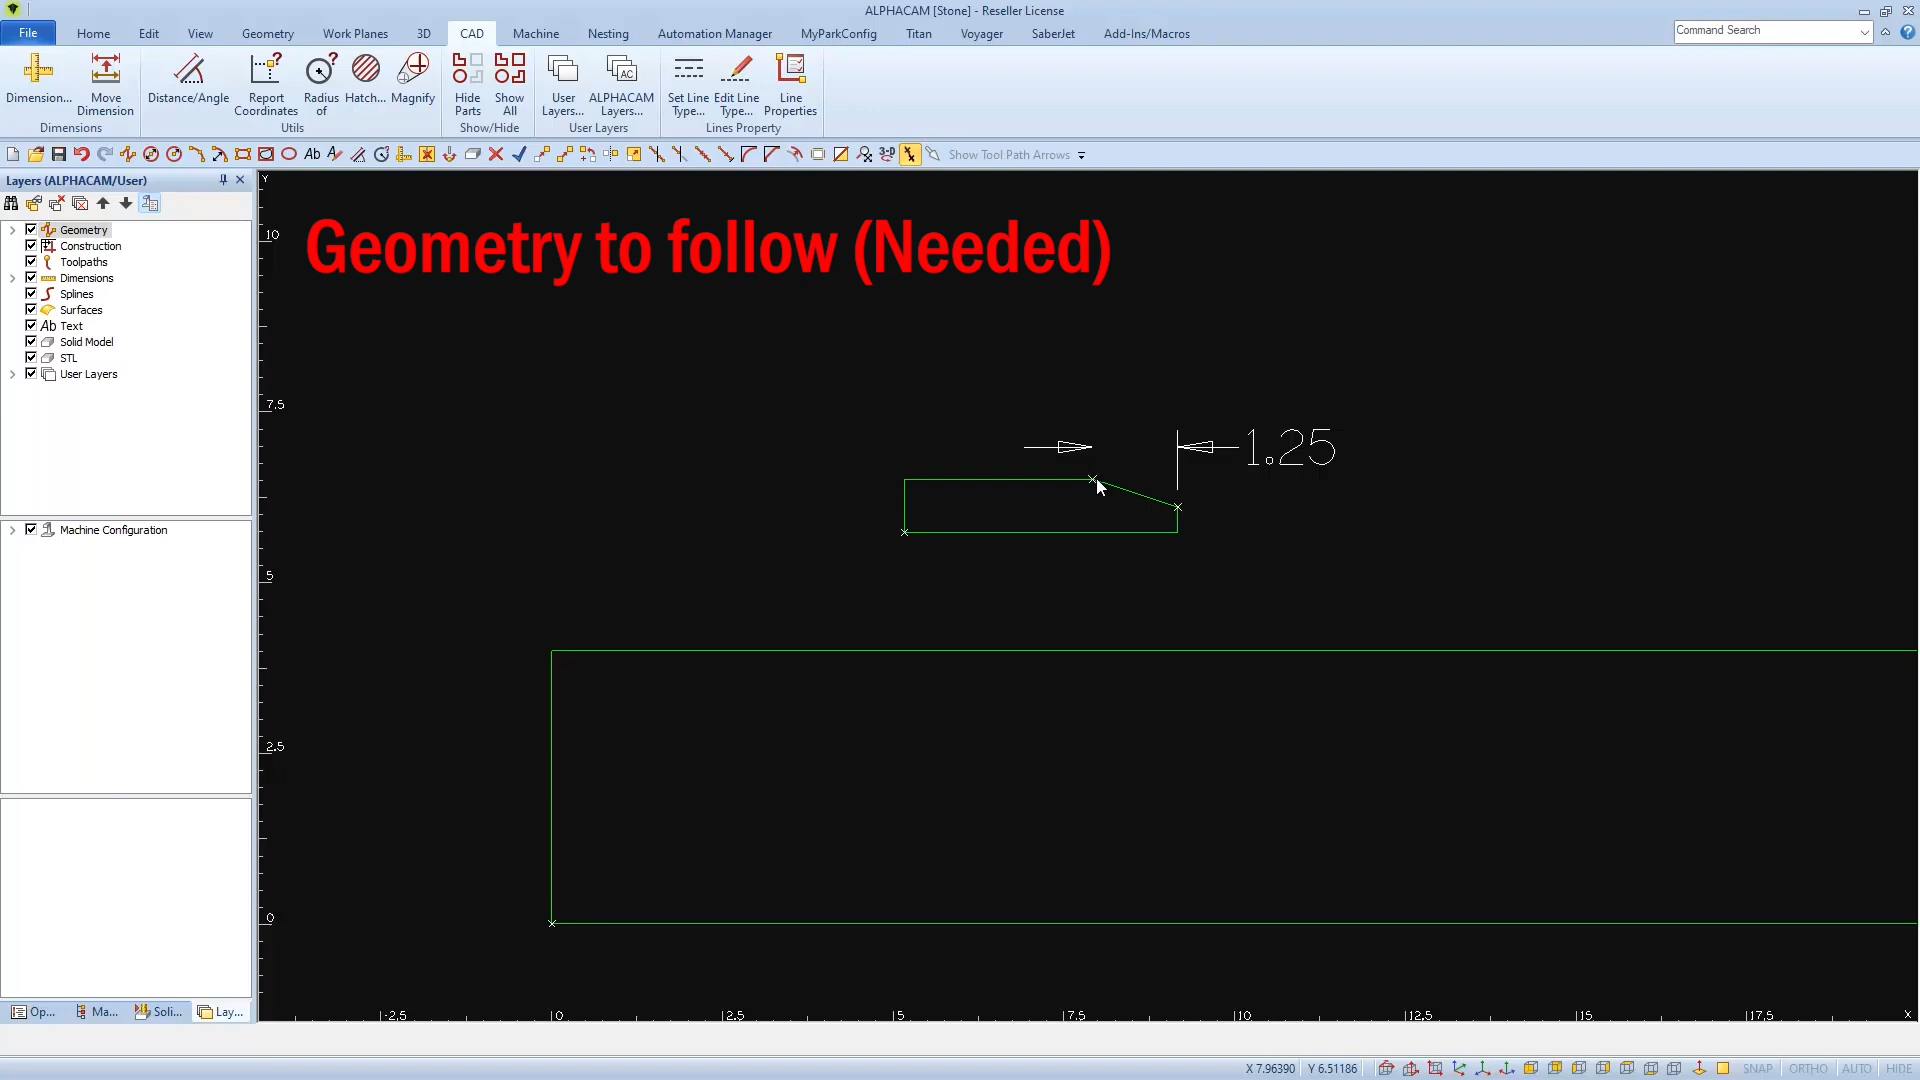 ALPHACAM [Stone] - Reseller License
File Home Edit View Geometry Work Planes 3D CAD Machine Nesting Automation Manager MyParkConfig Titan Voyager SaberJet Add-Ins/Macros
Command Search
Dimension... Move Dimension Distance/Angle Report Coordinates Radius of Hatch... Magnify Hide Parts Show All User Layers... ALPHACAM Layers... Set Line Type... Edit Line Type... Line Properties
Dimensions Utils Show/Hide User Layers Lines Property
Ab 3-D Show Tool Path Arrows
Layers (ALPHACAM/User)
Geometry
Construction
Toolpaths
Dimensions
Splines
Surfaces
Ab Text
Solid Model
STL
User Layers
Machine Configuration
Op... Ma... Soli... Lay...
Y
Geometry to follow (Needed)
10
7.5
1.25
5
2.5
0
-2.5 0 2.5 5 7.5 10 12.5 15 17.5 X
X 7.96390 Y 6.51186 SNAP ORTHO AUTO HIDE